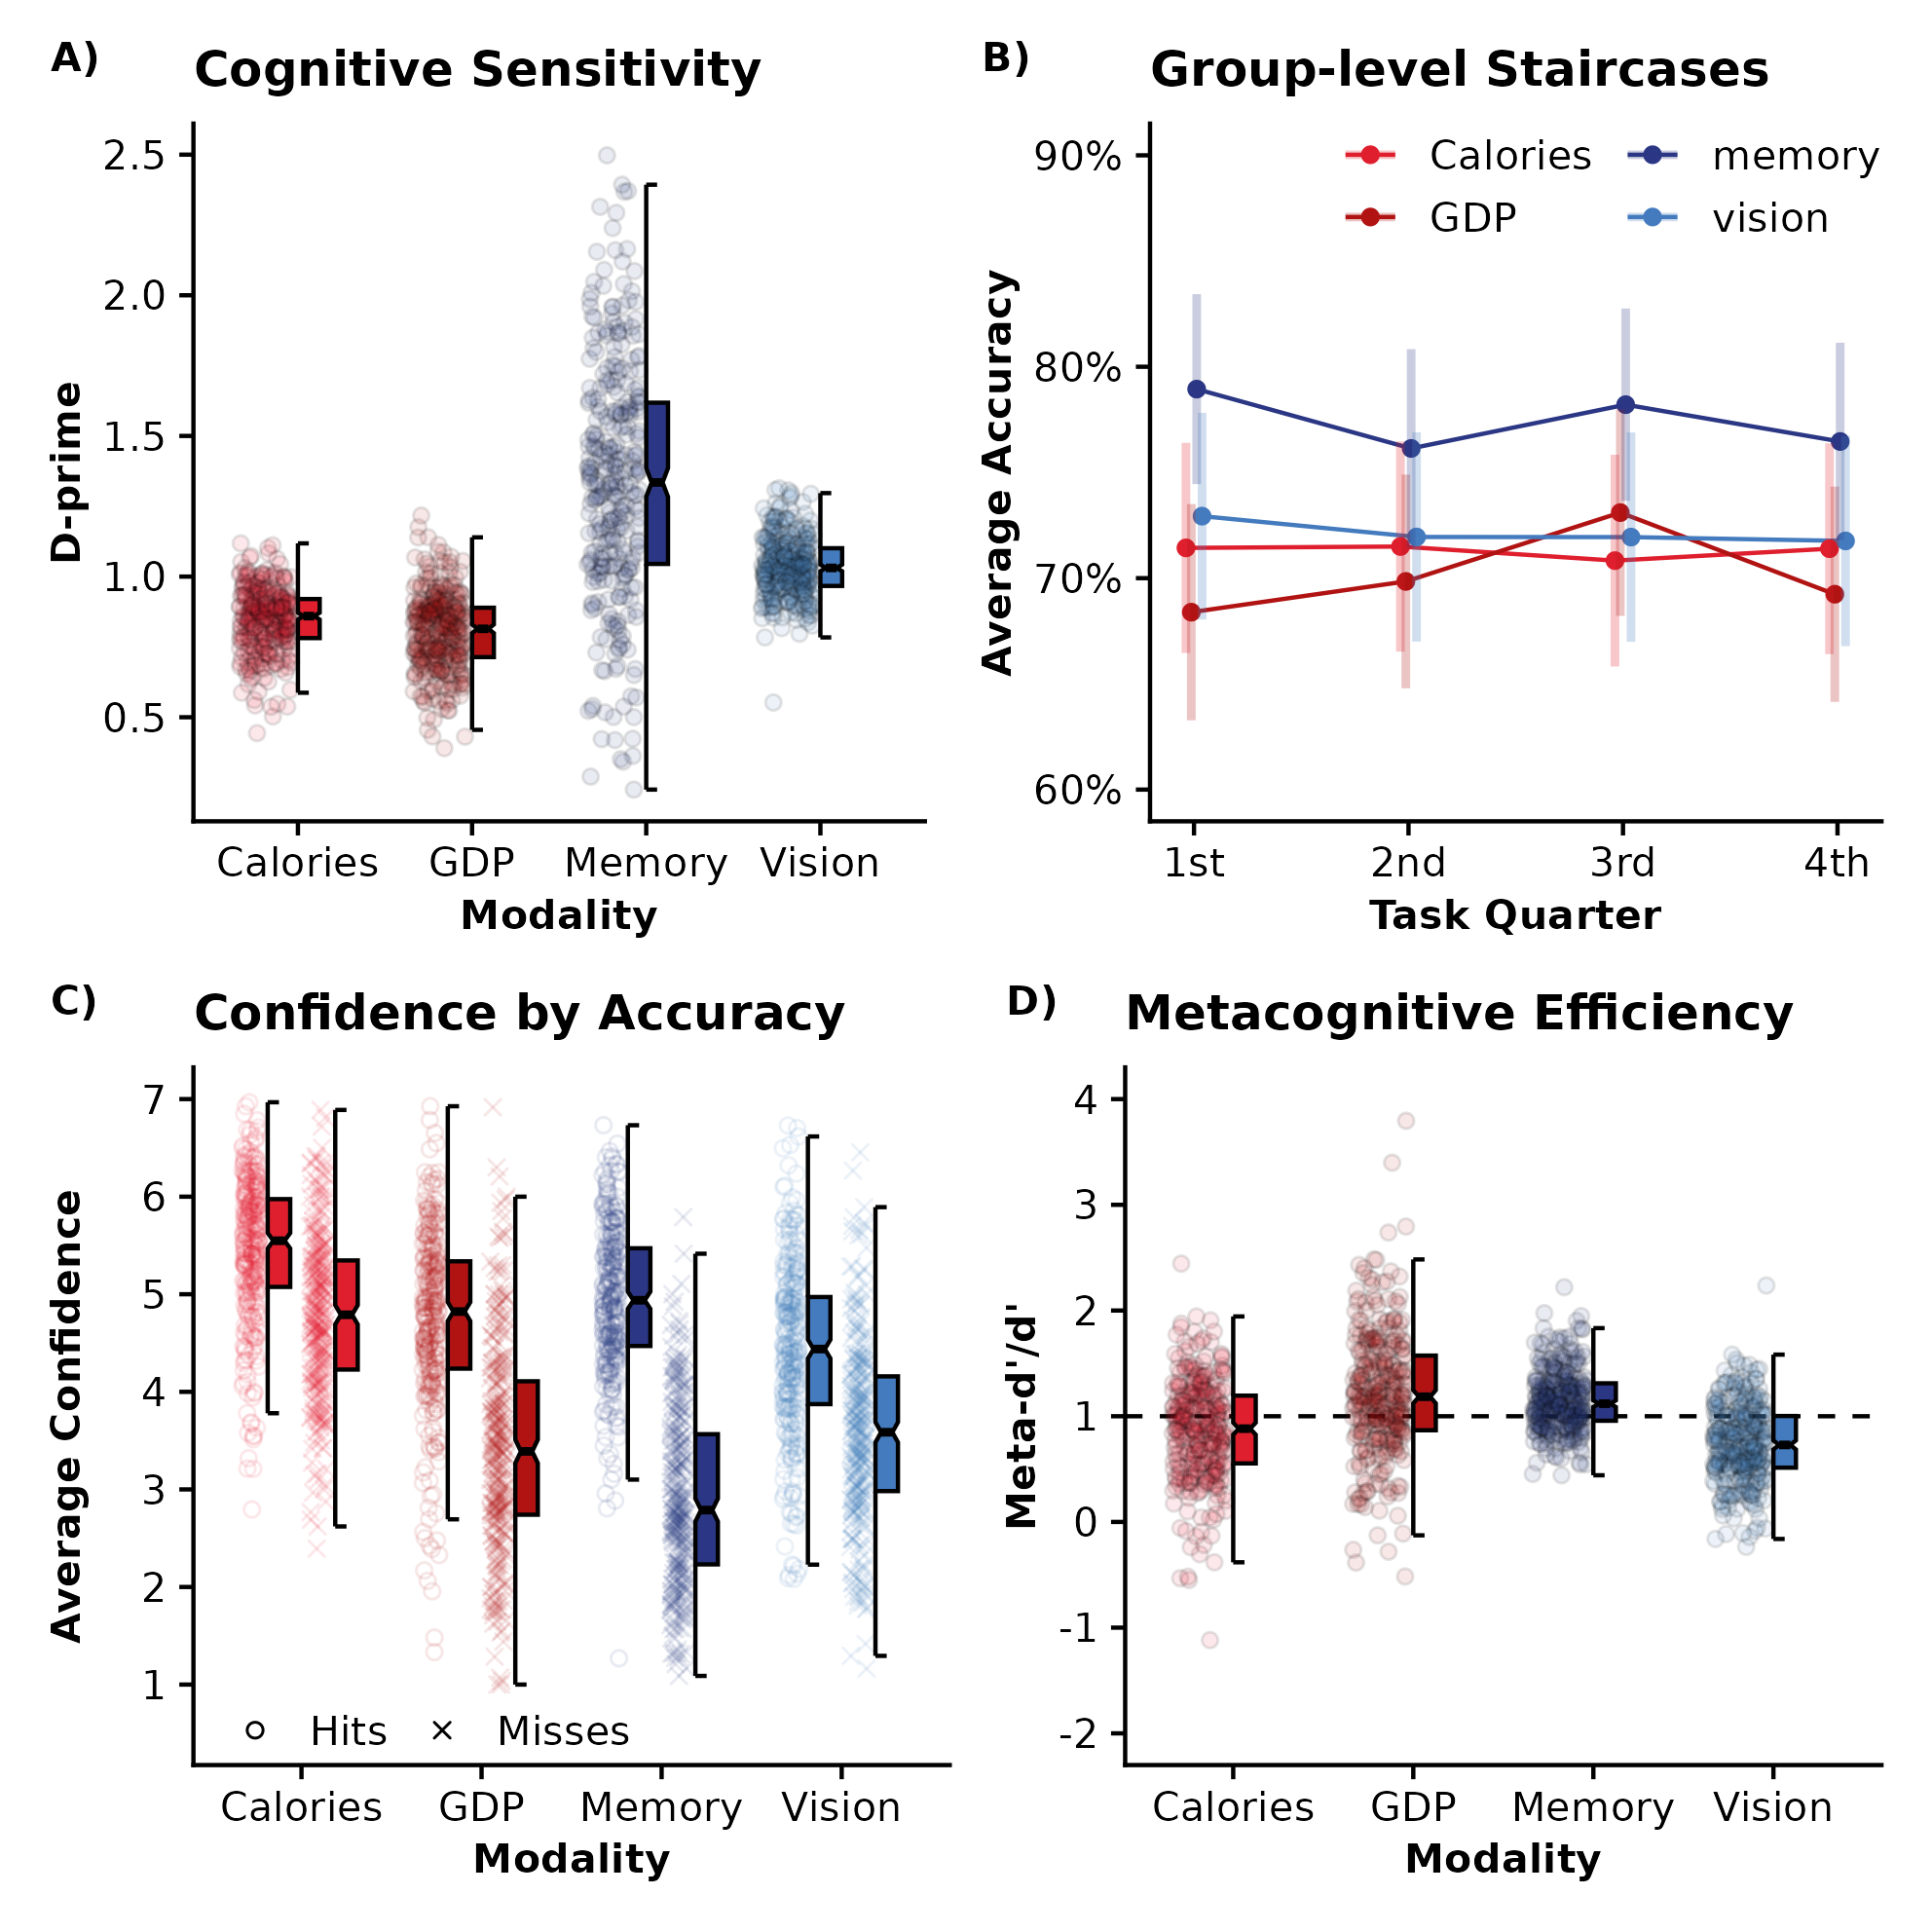 A) Cognitive Sensitivity
D-prime
2.5
2.0
1.5
1.0
0.5
Calories GDP Memory Vision
Modality
B) Group-level Staircases
Average Accuracy
90%
80%
70%
60%
Calories memory
GDP vision
1st 2nd 3rd 4th
Task Quarter
C) Confidence by Accuracy
Average Confidence
7
6
5
4
3
2
1
Hits Misses
Calories GDP Memory Vision
Modality
D) Metacognitive Efficiency
Meta-d'/d'
4
3
2
1
0
-1
-2
Calories GDP Memory Vision
Modality